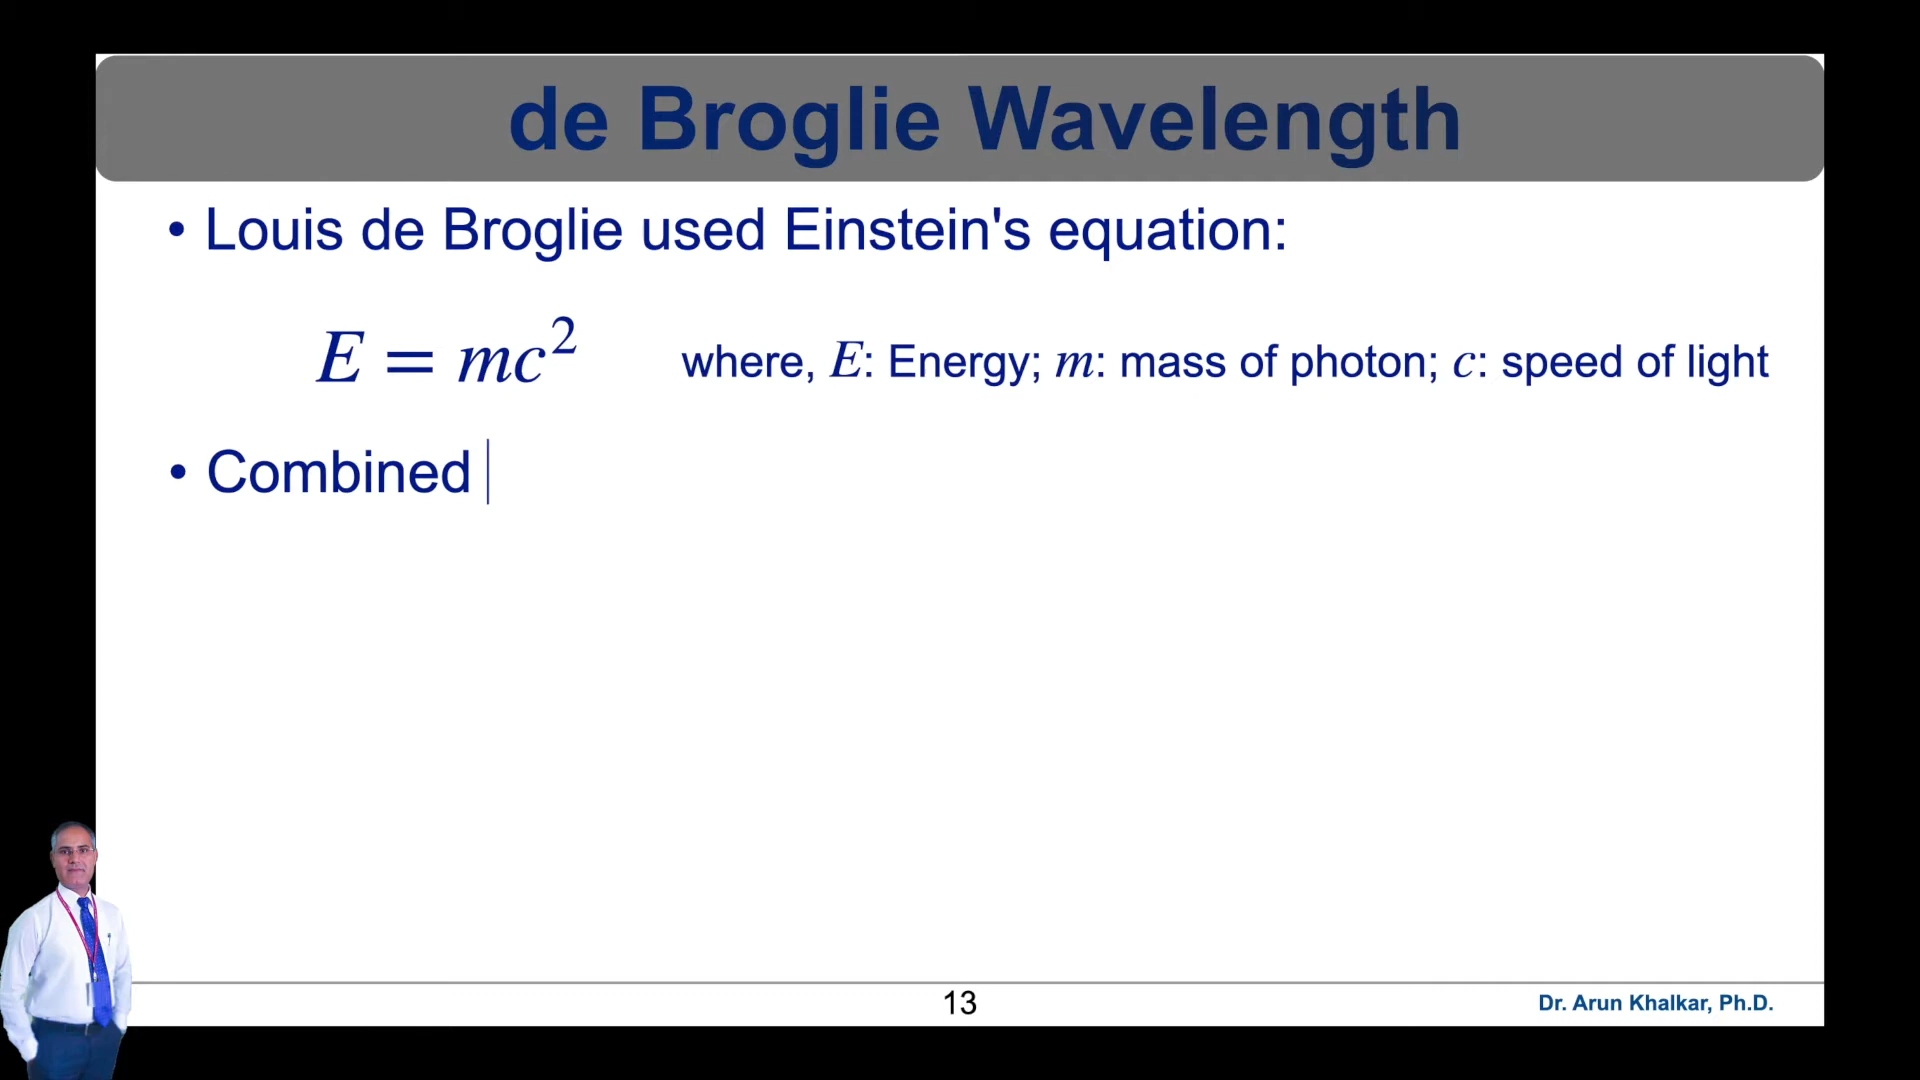 de Broglie Wavelength
• Louis de Broglie used Einstein's equation:
E = mc² where, E: Energy; m: mass of photon; c: speed of light
• Combined
13
Dr. Arun Khalkar, Ph.D.